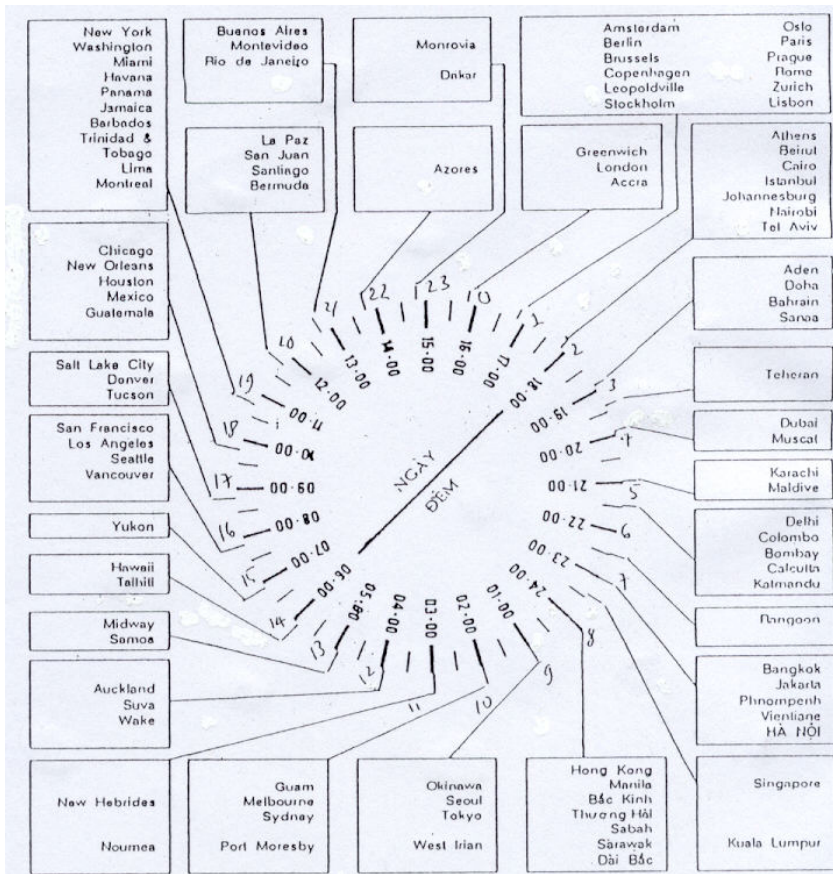 New York
Washington
Miami
Havana
Panama
Jamaica
Barbados
Trinidad &
Tobago
Lima
Montreal
Buenos Aires
Montevideo
Rio de Janeiro
Monrovia
Dakar
Amsterdam Oslo
Berlin Paris
Brussels Prague
Copenhagen Rome
Leopoldville Zurich
Stockholm Lisbon
La Paz
San Juan
Santiago
Bermuda
Azores
Greenwich
London
Accra
Athens
Beirut
Cairo
Istanbul
Johannesburg
Nairobi
Tel Aviv
Chicago
New Orleans
Houston
Mexico
Guatemala
Aden
Doha
Bahrain
Sanaa
Salt Lake City
Denver
Tucson
Teheran
San Francisco
Los Angeles
Seattle
Vancouver
Dubai
Muscat
Karachi
Maldive
Yukon
Delhi
Colombo
Bombay
Calcutta
Katmandu
Hawaii
Taihiti
Midway
Samoa
Rangoon
Auckland
Suva
Wake
Bangkok
Jakarta
Phnompenh
Vientiane
HÀ NỘI
New Hebrides
Noumea
Guam
Melbourne
Sydney
Port Moresby
Okinawa
Seoul
Tokyo
West Irian
Hong Kong
Manila
Bắc Kinh
Thượng Hải
Sabah
Sarawak
Đài Bắc
Singapore
Kuala Lumpur
22
23
0
1
2
3
5
6
7
8
9
10
11
12
13
14
15
16
17
18
19
13.00
14.00
15.00
16.00
17.00
18.00
19.00
20.00
21.00
22.00
23.00
24.00
02.00
03.00
04.00
05.00
06.00
07.00
08.00
09.00
10.00
11.00
12.00
NGÀY
ĐÊM